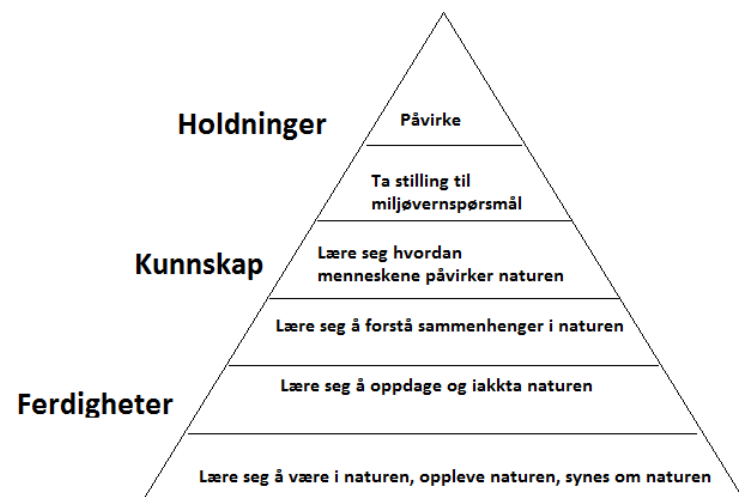 Holdninger
Påvirke
Ta stilling til
miljøvernspørsmål
Kunnskap
Lære seg hvordan
menneskene påvirker naturen
Lære seg å forstå sammenhenger i naturen
Ferdigheter
Lære seg å oppdage og iakkta naturen
Lære seg å være i naturen, oppleve naturen, synes om naturen